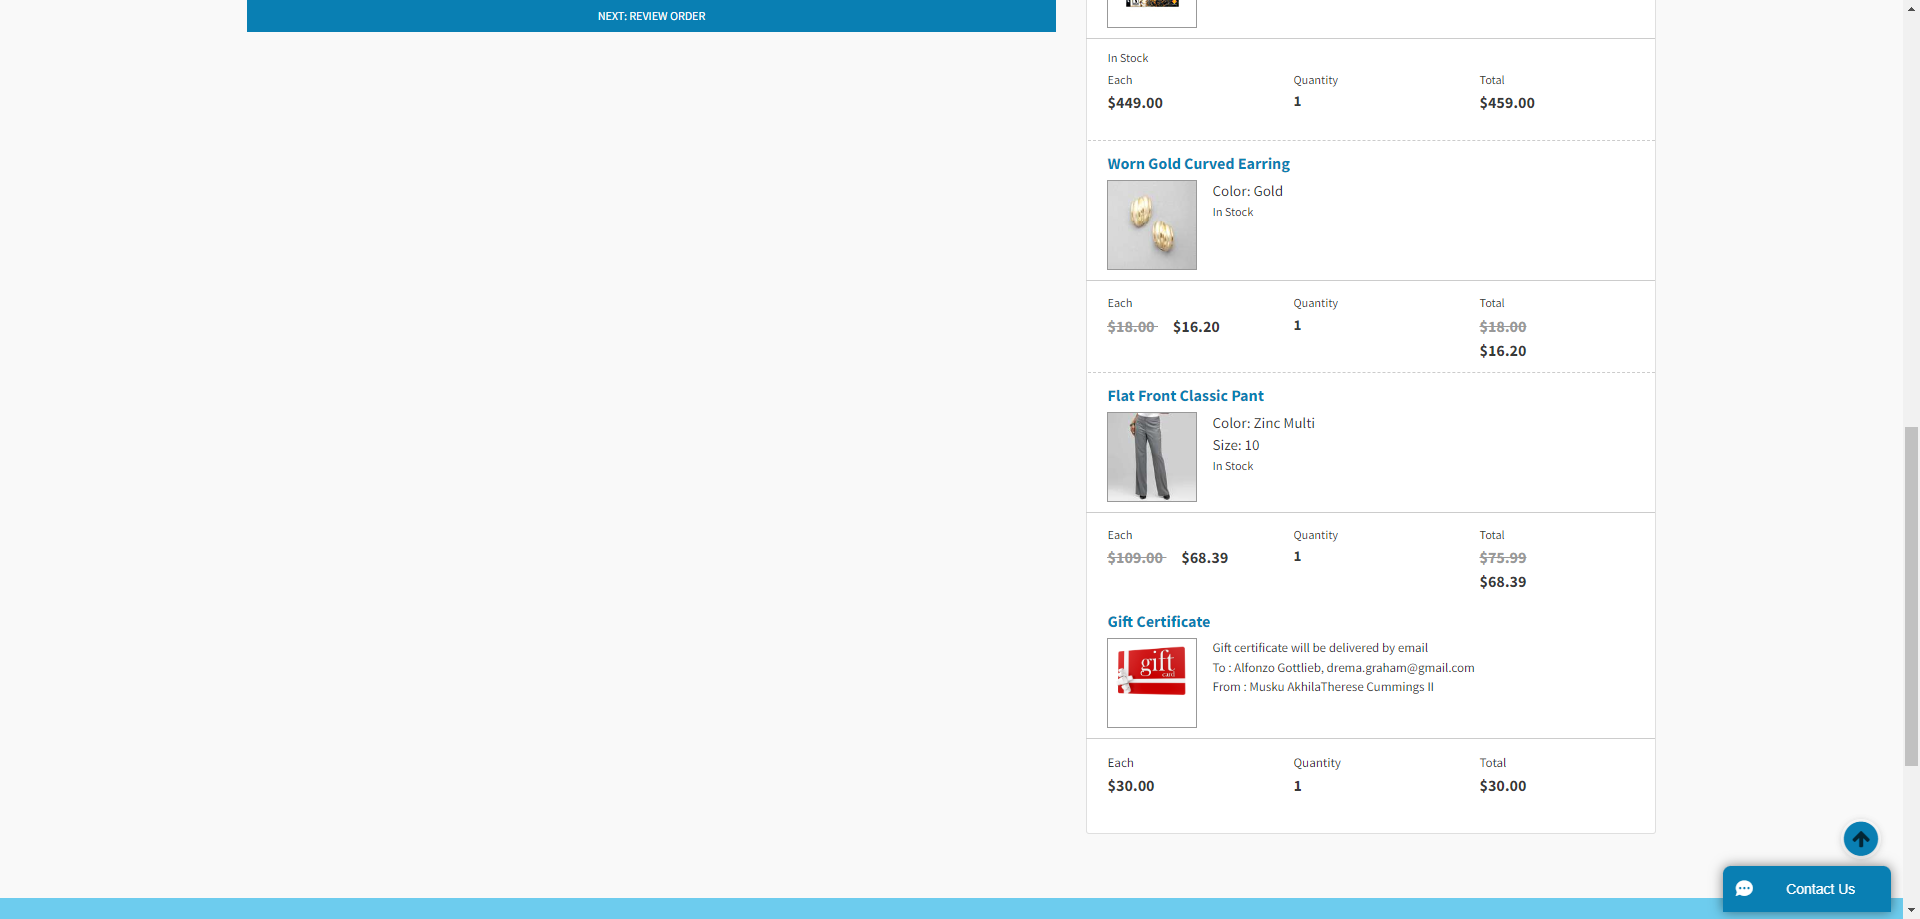 NEXT: REVIEW ORDER
In Stock
Each Quantity Total
$449.00 1 $459.00
Worn Gold Curved Earring
Color: Gold
In Stock
Each Quantity Total
$18.00 $16.20 1 $18.00
$16.20
Flat Front Classic Pant
Color: Zinc Multi
Size: 10
In Stock
Each Quantity Total
$109.00 $68.39 1 $75.99
$68.39
Gift Certificate
gift
card
Gift certificate will be delivered by email
To : Alfonzo Gottlieb, drema.graham@gmail.com
From : Musku AkhilaTherese Cummings II
Each Quantity Total
$30.00 1 $30.00
Contact Us